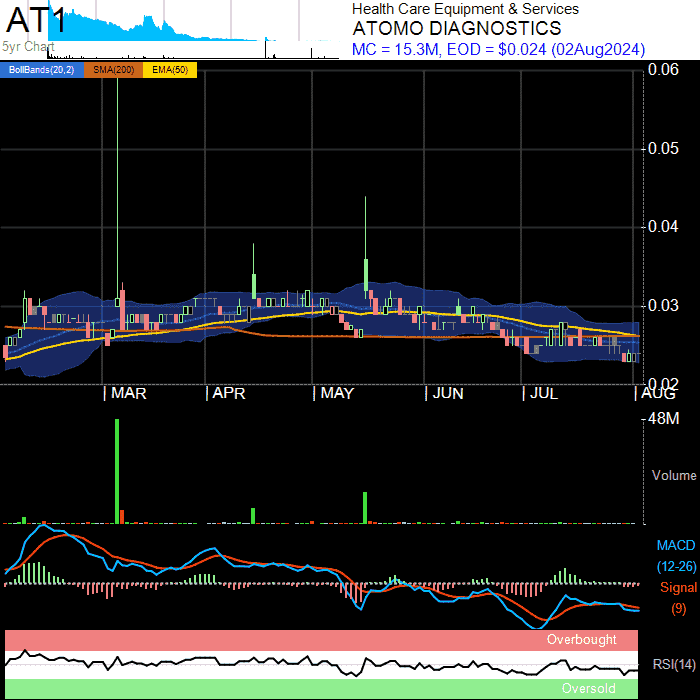 AT1
5yr Chart
Health Care Equipment & Services
ATOMO DIAGNOSTICS
MC = 15.3M, EOD = $0.024 (02Aug2024)
BollBands(20,2) SMA(200) EMA(50)
0.06
0.05
0.04
0.03
0.02
MAR APR MAY JUN JUL AUG
48M
Volume
MACD
(12-26)
Signal
(9)
Overbought
RSI(14)
Oversold